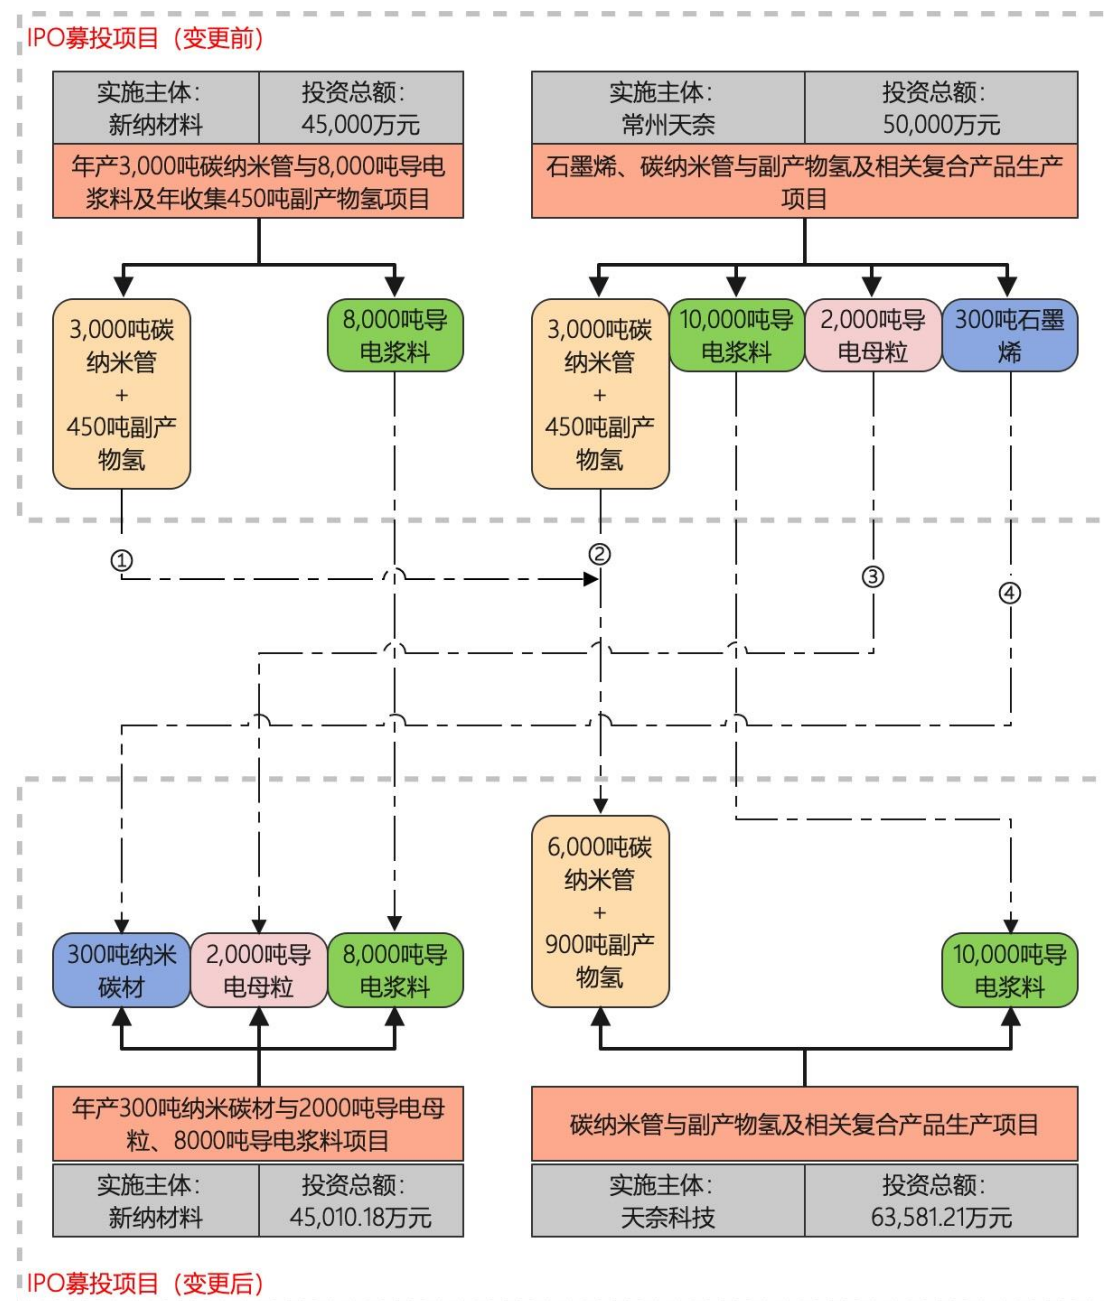 IPO募投项目（变更前）
实施主体：
新纳材料
投资总额：
45,000万元
实施主体：
常州天奈
投资总额：
50,000万元
年产3,000吨碳纳米管与8,000吨导电
浆料及年收集450吨副产物氢项目
石墨烯、碳纳米管与副产物氢及相关复合产品生产
项目
3,000吨碳
纳米管
+
450吨副产
物氢
8,000吨导
电浆料
3,000吨碳
纳米管
+
450吨副产
物氢
10,000吨导
电浆料
2,000吨导
电母粒
300吨石墨
烯
①
②
③
④
300吨纳米
碳材
2,000吨导
电母粒
8,000吨导
电浆料
6,000吨碳
纳米管
+
900吨副产
物氢
10,000吨导
电浆料
年产300吨纳米碳材与2000吨导电母
粒、8000吨导电浆料项目
碳纳米管与副产物氢及相关复合产品生产项目
实施主体：
新纳材料
投资总额：
45,010.18万元
实施主体：
天奈科技
投资总额：
63,581.21万元
IPO募投项目（变更后）